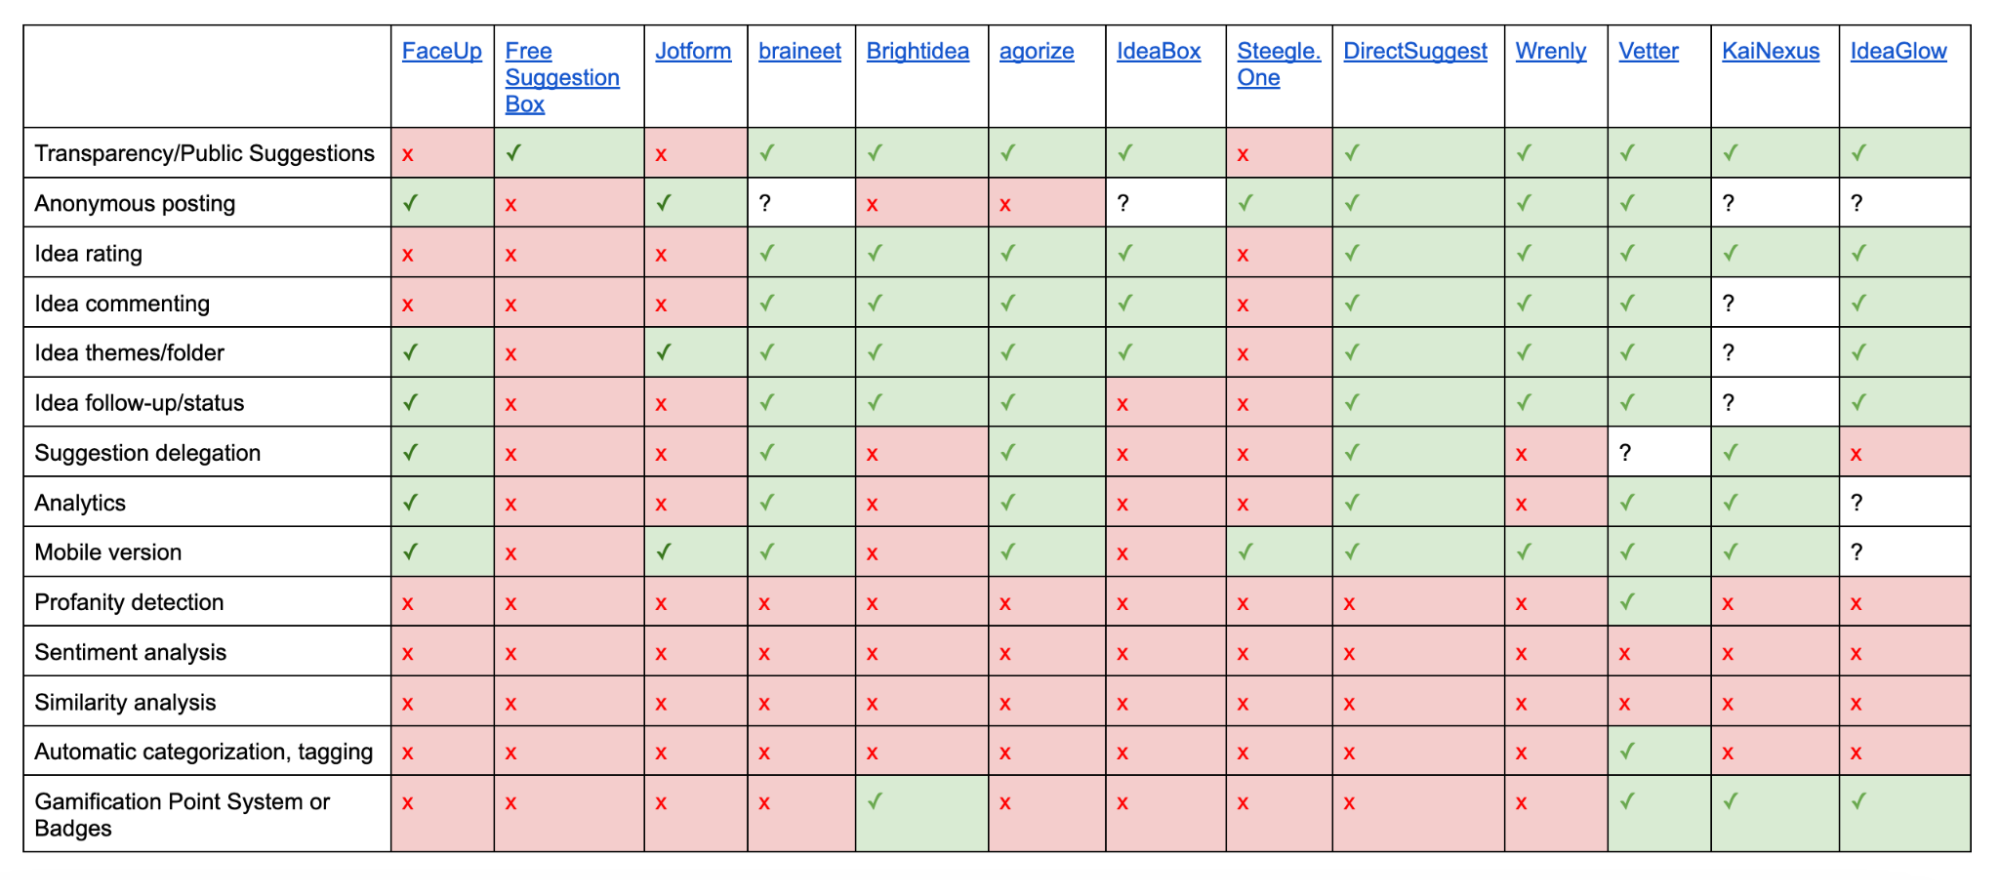 FaceUp Free Suggestion Box Jotform braineet Brightidea agorize IdeaBox Steegle.One DirectSuggest Wrenly Vetter KaiNexus IdeaGlow
Transparency/Public Suggestions x ✓ x ✓ ✓ ✓ ✓ x ✓ ✓ ✓ ✓ ✓
Anonymous posting ✓ x ✓ ? x x ? ✓ ✓ ✓ ✓ ? ?
Idea rating x x x ✓ ✓ ✓ ✓ x ✓ ✓ ✓ ✓ ✓
Idea commenting x x x ✓ ✓ ✓ ✓ x ✓ ✓ ✓ ? ✓
Idea themes/folder ✓ x ✓ ✓ ✓ ✓ ✓ x ✓ ✓ ✓ ? ✓
Idea follow-up/status ✓ x x ✓ ✓ ✓ x x ✓ ✓ ✓ ? ✓
Suggestion delegation ✓ x x ✓ x ✓ x x ✓ x ? ✓ x
Analytics ✓ x x ✓ x ✓ x x ✓ x ✓ ✓ ?
Mobile version ✓ x ✓ ✓ x ✓ x ✓ ✓ ✓ ✓ ✓ ?
Profanity detection x x x x x x x x x x ✓ x x
Sentiment analysis x x x x x x x x x x x x x
Similarity analysis x x x x x x x x x x x x x
Automatic categorization, tagging x x x x x x x x x x ✓ x x
Gamification Point System or Badges x x x x ✓ x x x x x ✓ ✓ ✓